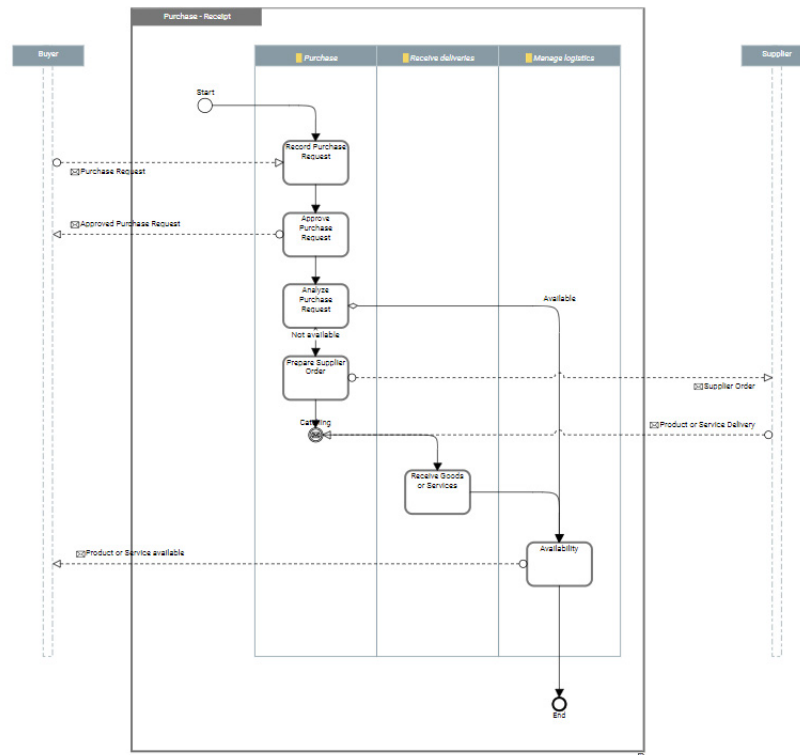 Purchase - Receipt
Buyer
Purchase
Receive deliveries
Manage logistics
Supplier
Start
Record Purchase
Request
Purchase Request
Approve
Purchase
Request
Approved Purchase Request
Analyze
Purchase
Request
Available
Not available
Prepare Supplier
Order
Supplier Order
Catching
Product or Service Delivery
Receive Goods
or Services
Availability
Product or Service available
End